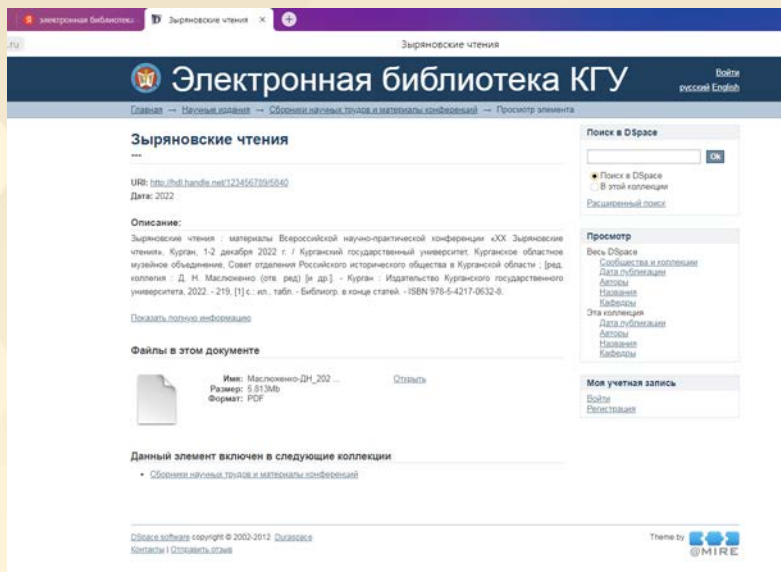 электронная библиотека
Зыряновские чтения
.ru
Зыряновские чтения
Электронная библиотека КГУ
Войти
русский English
Главная → Научные издания → Сборники научных трудов и материалы конференций → Просмотр элемента
Зыряновские чтения
---
URI: http://hdl.handle.net/123456789/5840
Дата: 2022
Описание:
Зыряновские чтения : материалы Всероссийской научно-практической конференции «XX Зыряновские
чтения», Курган, 1-2 декабря 2022 г. / Курганский государственный университет, Курганское областное
музейное объединение, Совет отделения Российского исторического общества в Курганской области ; [ред.
коллегия : Д. Н. Маслюженко (отв. ред) [и др.]. - Курган : Издательство Курганского государственного
университета, 2022. - 219, [1] с.: ил., табл. - Библиогр. в конце статей. - ISBN 978-5-4217-0632-8.
Показать полную информацию
Файлы в этом документе
Имя: Маслюженко-ДН_202 ...
Размер: 5.813Mb
Формат: PDF
Открыть
Данный элемент включен в следующие коллекции
Сборники научных трудов и материалы конференций
Поиск в DSpace
Ok
Поиск в DSpace
В этой коллекции
Расширенный поиск
Просмотр
Весь DSpace
Сообщества и коллекции
Дата публикации
Авторы
Названия
Кафедры
Эта коллекция
Дата публикации
Авторы
Названия
Кафедры
Моя учетная запись
Войти
Регистрация
DSpace software copyright © 2002-2012 Duraspace
Контакты | Отправить отзыв
Theme by
@MIRE